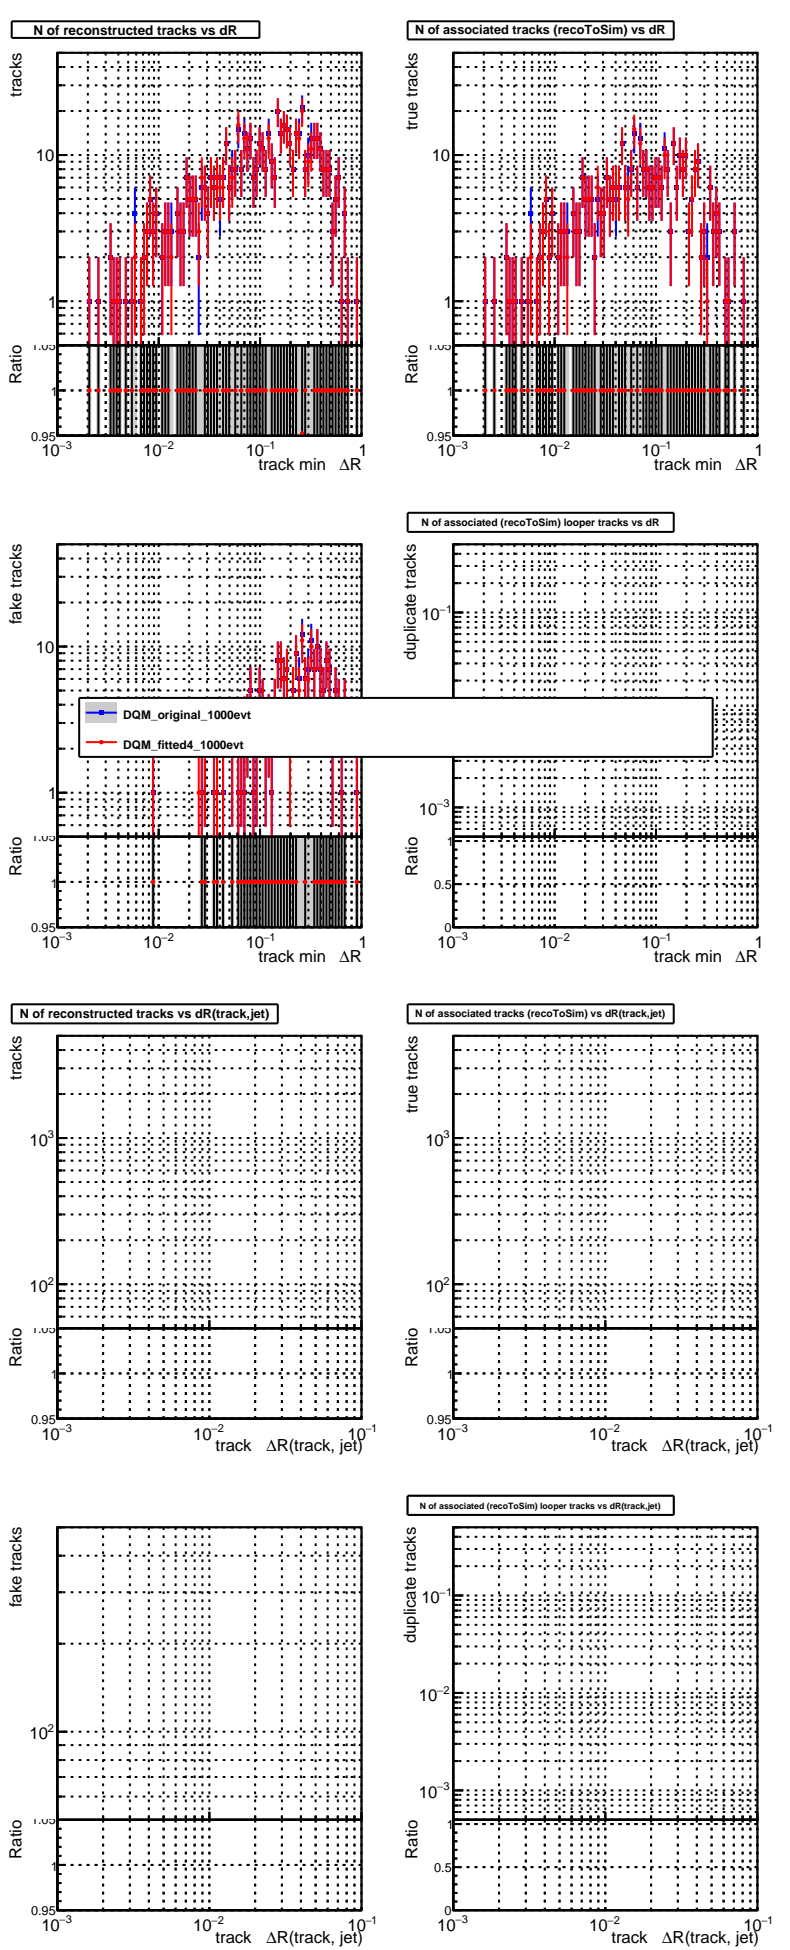 N of reconstructed tracks vs dR
N of associated tracks (recoToSim) vs dR
tracks
10
1
Ratio
1.05
1
0.95
10⁻³ 10⁻² 10⁻¹ 1
track min ΔR
true tracks
10
1
Ratio
1.05
1
0.95
10⁻³ 10⁻² 10⁻¹ 1
track min ΔR
N of associated (recoToSim) looper tracks vs dR
fake tracks
10
1
Ratio
1.05
1
0.95
10⁻³ 10⁻² 10⁻¹ 1
track min ΔR
duplicate tracks
10⁻¹
10⁻³
Ratio
1
0.5
0
10⁻³ 10⁻² 10⁻¹ 1
track min ΔR
DQM_original_1000evt
DQM_fitted4_1000evt
N of reconstructed tracks vs dR(track,jet)
N of associated tracks (recoToSim) vs dR(track,jet)
tracks
10³
10²
Ratio
1.05
1
0.95
10⁻³ 10⁻² 10⁻¹
track ΔR(track, jet)
true tracks
10³
10²
Ratio
1.05
1
0.95
10⁻³ 10⁻² 10⁻¹
track ΔR(track, jet)
N of associated (recoToSim) looper tracks vs dR(track,jet)
fake tracks
10²
Ratio
1.05
1
0.95
10⁻³ 10⁻² 10⁻¹
track ΔR(track, jet)
duplicate tracks
10⁻¹
10⁻²
10⁻³
Ratio
1
0.5
0
10⁻³ 10⁻² 10⁻¹
track ΔR(track, jet)